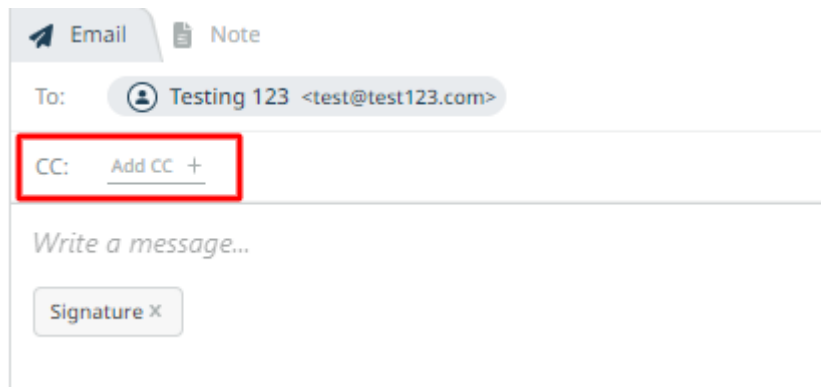 Email Note
To: Testing 123 <test@test123.com>
CC: Add CC +
Write a message...
Signature x